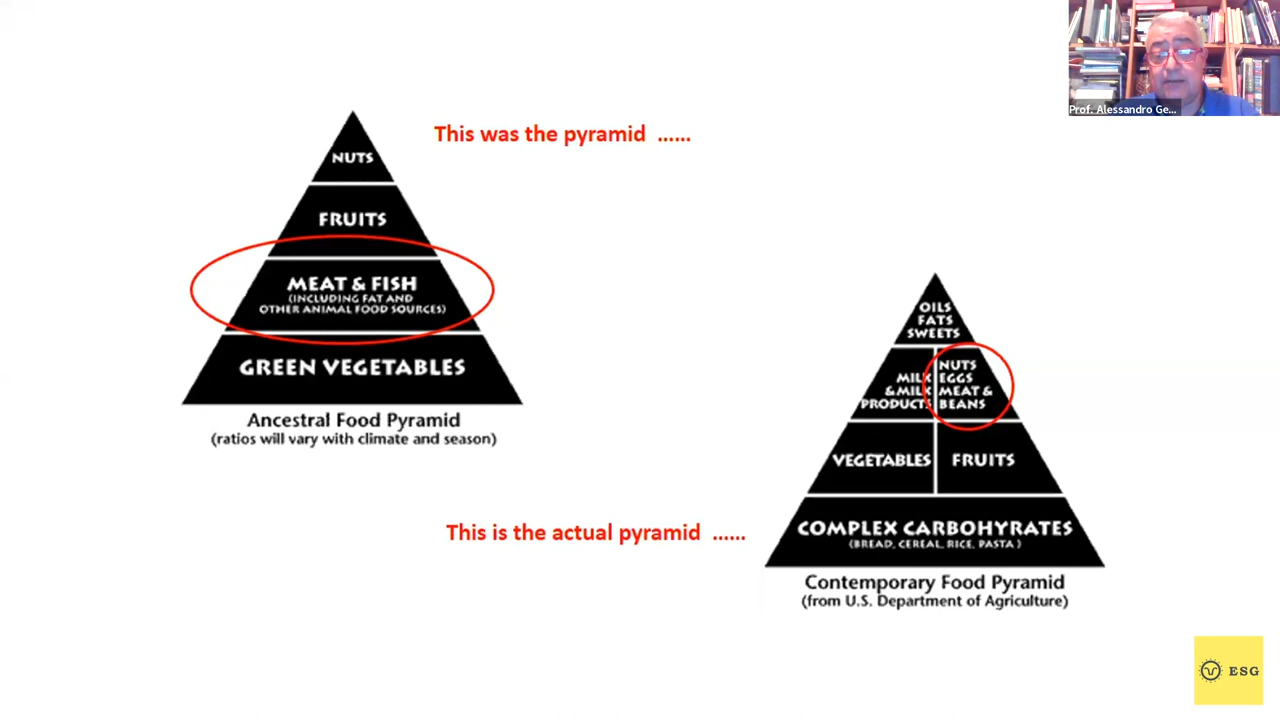 Prof. Alessandro Ge...
This was the pyramid ......
NUTS
FRUITS
MEAT & FISH
(INCLUDING FAT AND
OTHER ANIMAL FOOD SOURCES)
GREEN VEGETABLES
Ancestral Food Pyramid
(ratios will vary with climate and season)
OILS
FATS
SWEETS
MILK
& MILK
PRODUCTS
NUTS
EGGS
MEAT &
BEANS
VEGETABLES
FRUITS
This is the actual pyramid ......
COMPLEX CARBOHYRATES
(BREAD, CEREAL, RICE, PASTA )
Contemporary Food Pyramid
(from U.S. Department of Agriculture)
ESG